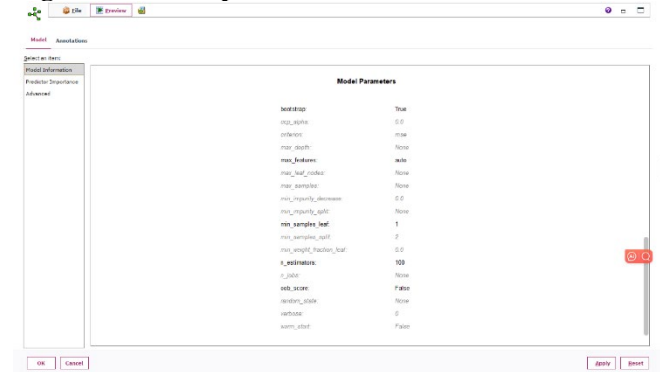 File Preview
Model Annotations
Select an item:
Model Information
Predictor Importance
Advanced
Model Parameters
bootstrap: True
ccp_alpha: 0.0
criterion: mse
max_depth: None
max_features: auto
max_leaf_nodes: None
max_samples: None
min_impurity_decrease: 0.0
min_impurity_split: None
min_samples_leaf: 1
min_samples_split: 2
min_weight_fraction_leaf: 0.0
n_estimators: 100
n_jobs: None
oob_score: False
random_state: None
verbose: 0
warm_start: False
OK Cancel Apply Reset